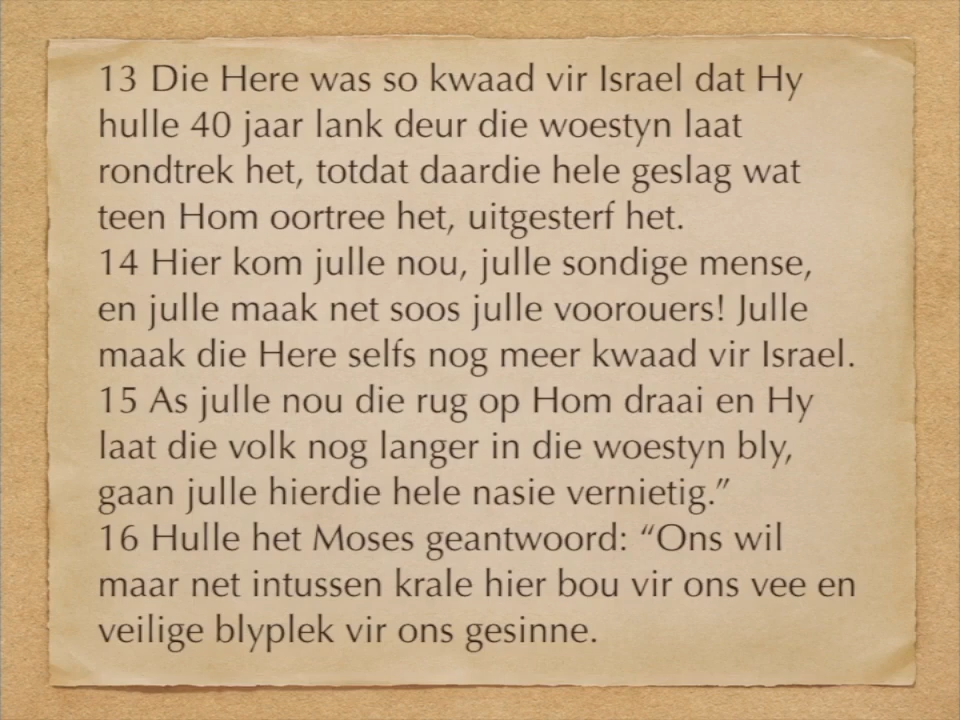 13 Die Here was so kwaad vir Israel dat Hy
hulle 40 jaar lank deur die woestyn laat
rondtrek het, totdat daardie hele geslag wat
teen Hom oortree het, uitgesterf het.
14 Hier kom julle nou, julle sondige mense,
en julle maak net soos julle voorouers! Julle
maak die Here selfs nog meer kwaad vir Israel.
15 As julle nou die rug op Hom draai en Hy
laat die volk nog langer in die woestyn bly,
gaan julle hierdie hele nasie vernietig.”
16 Hulle het Moses geantwoord: “Ons wil
maar net intussen krale hier bou vir ons vee en
veilige blyplek vir ons gesinne.